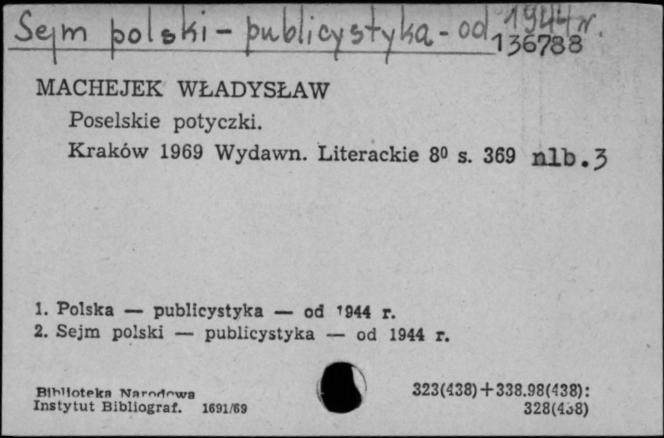 Sejm polski - publicystyka - od 1944 r.
136788
MACHEJEK WŁADYSŁAW
Poselskie potyczki.
Kraków 1969 Wydawn. Literackie 8⁰ s. 369 nlb. 3
1. Polska — publicystyka — od 1944 r.
2. Sejm polski — publicystyka — od 1944 r.
Biblioteka Narodowa
Instytut Bibliograf. 1691/69
323(438)+338.98(438):
328(438)